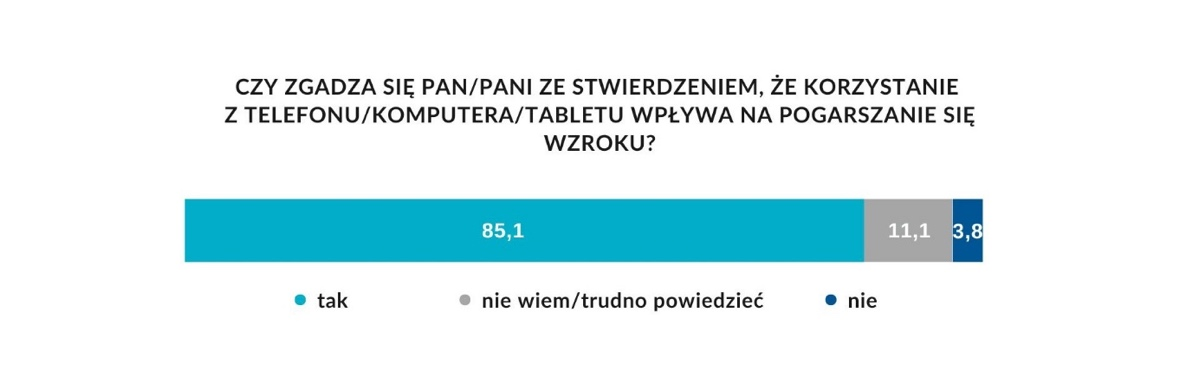 CZY ZGADZA SIĘ PAN/PANI ZE STWIERDZENIEM, ŻE KORZYSTANIE
Z TELEFONU/KOMPUTERA/TABLETU WPŁYWA NA POGARSZANIE SIĘ
WZROKU?
85,1 11,1 3,8
tak nie wiem/trudno powiedzieć nie